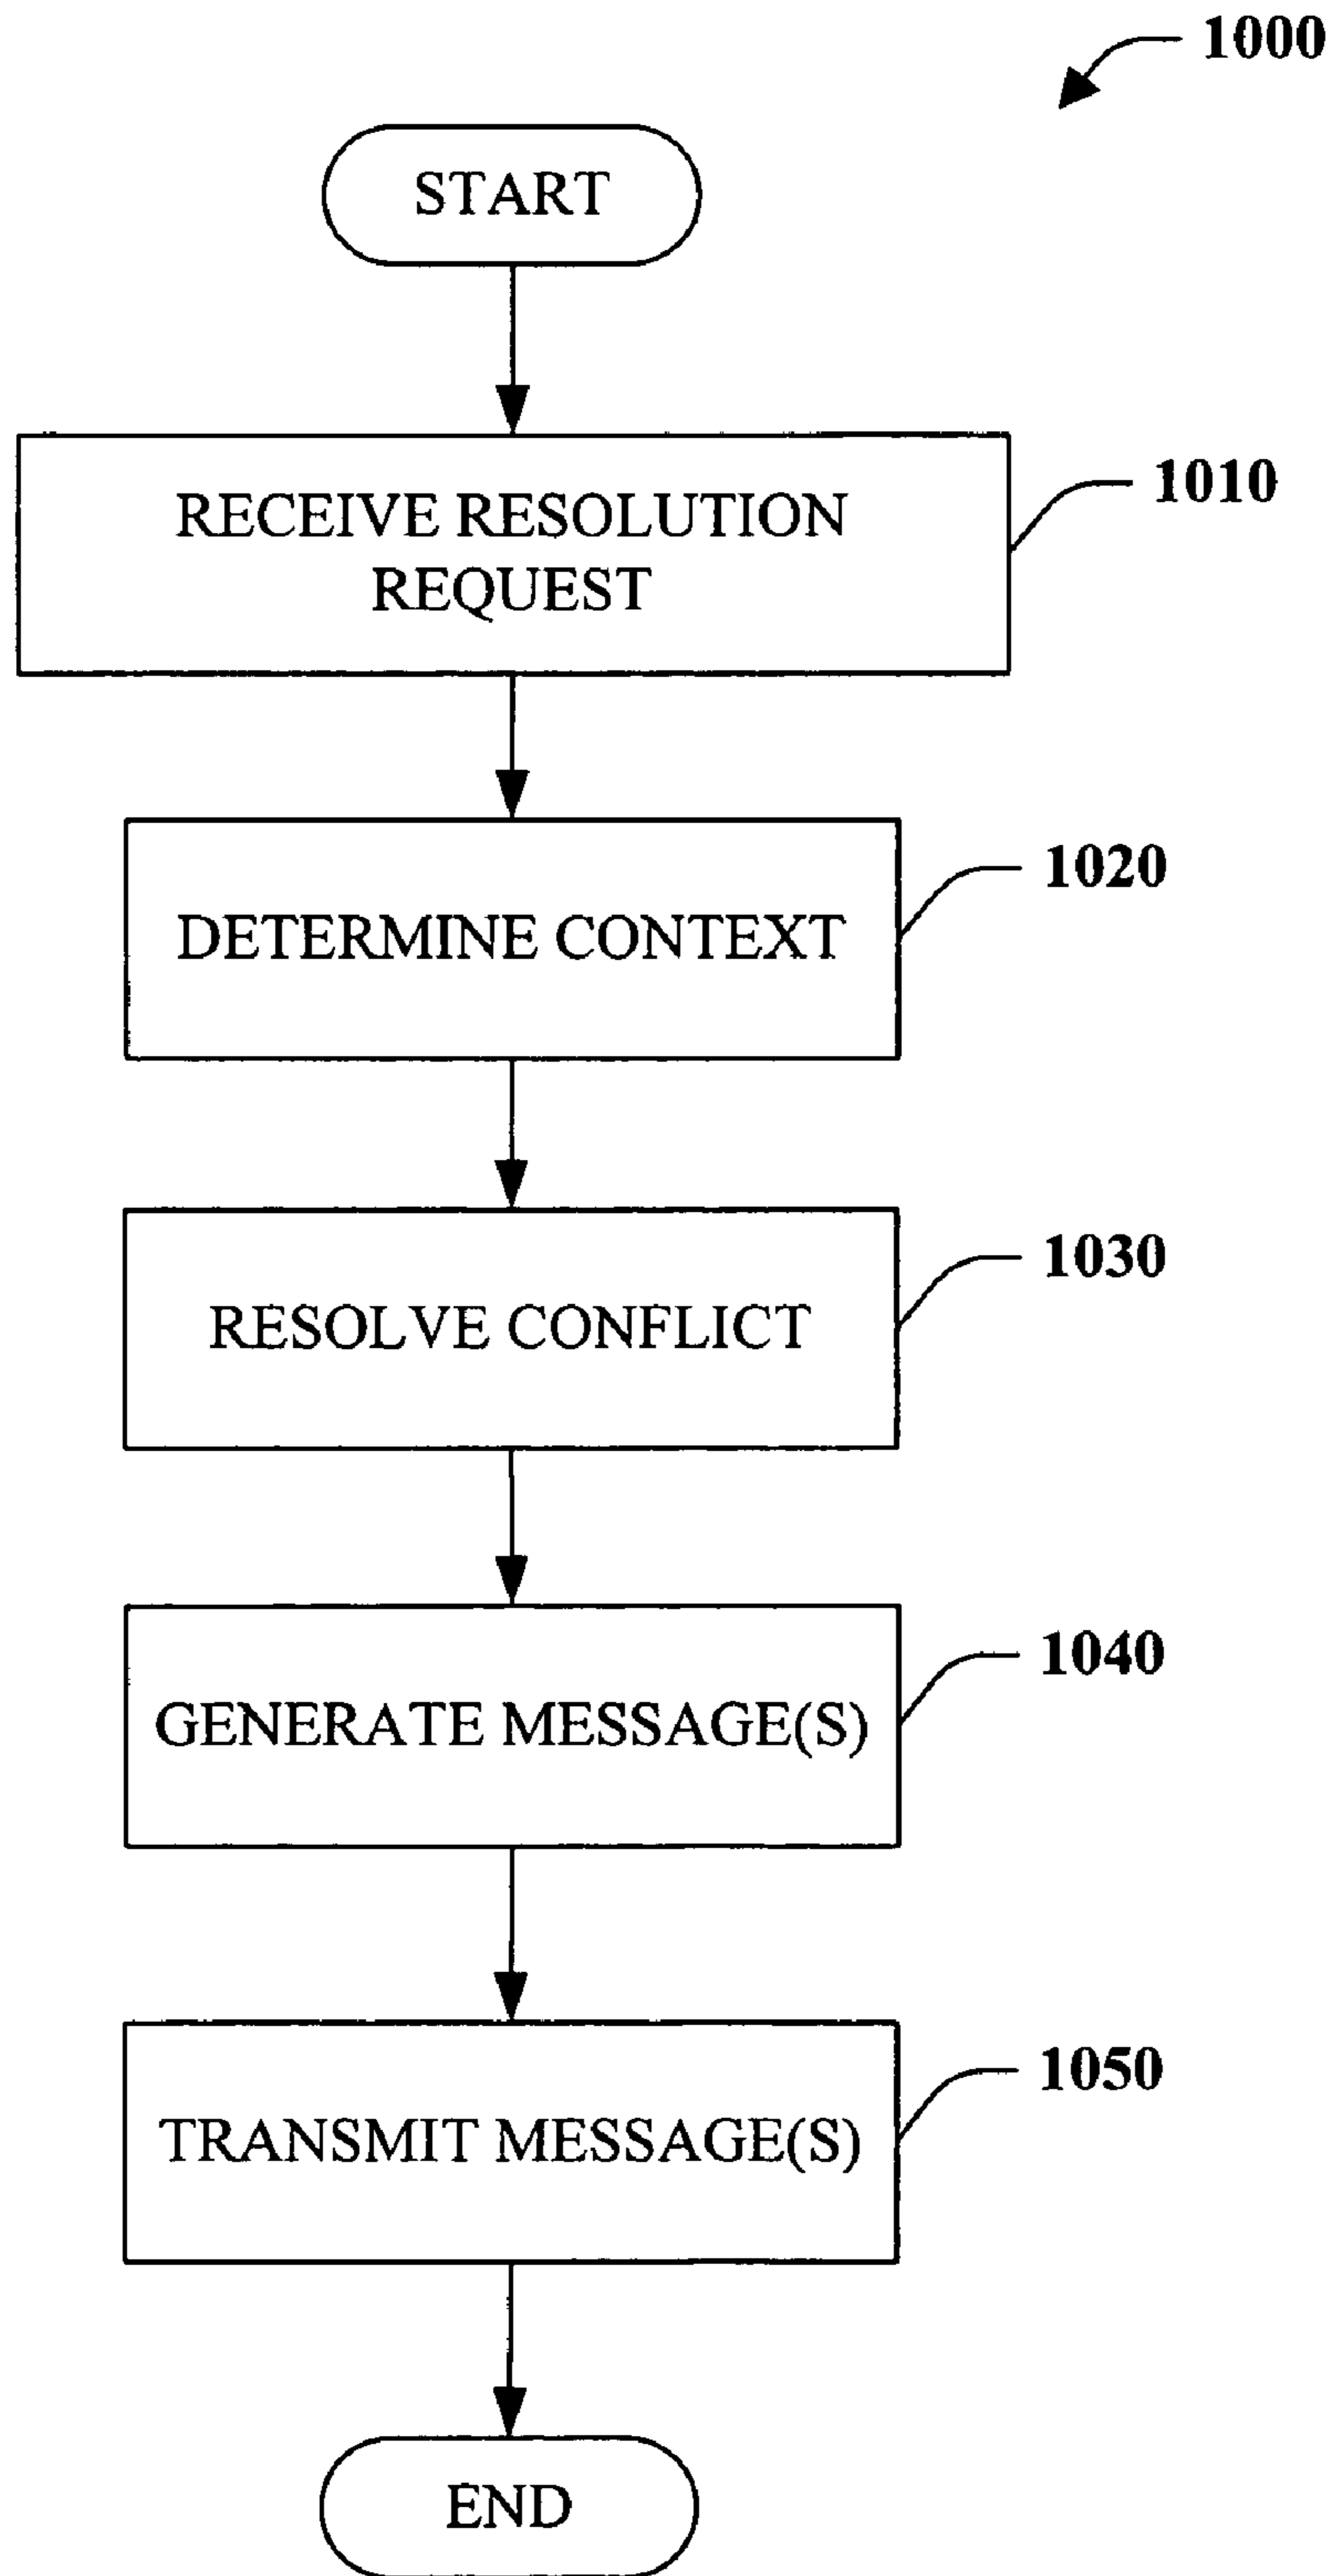 1000
START
RECEIVE RESOLUTION
REQUEST
1010
DETERMINE CONTEXT
1020
RESOLVE CONFLICT
1030
GENERATE MESSAGE(S)
1040
TRANSMIT MESSAGE(S)
1050
END